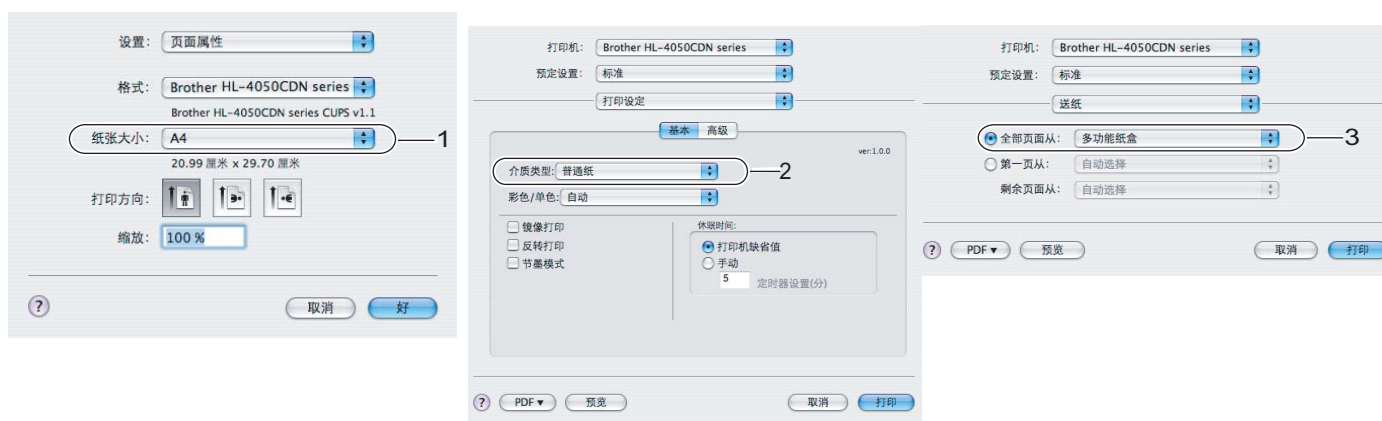 设置： 页面属性
格式： Brother HL-4050CDN series
Brother HL-4050CDN series CUPS v1.1
纸张大小： A4
1
20.99 厘米 x 29.70 厘米
打印方向：
缩放： 100 %
? 取消 好
打印机： Brother HL-4050CDN series
预定设置： 标准
打印设定
基本 高级
ver:1.0.0
介质类型： 普通纸
2
彩色/单色： 自动
镜像打印
反转打印
节墨模式
休眠时间：
打印机缺省值
手动
5 定时器设置(分)
? PDF▼ 预览 取消 打印
打印机： Brother HL-4050CDN series
预定设置： 标准
送纸
全部页面从： 多功能纸盒
3
第一页从： 自动选择
剩余页面从： 自动选择
? PDF▼ 预览 取消 打印